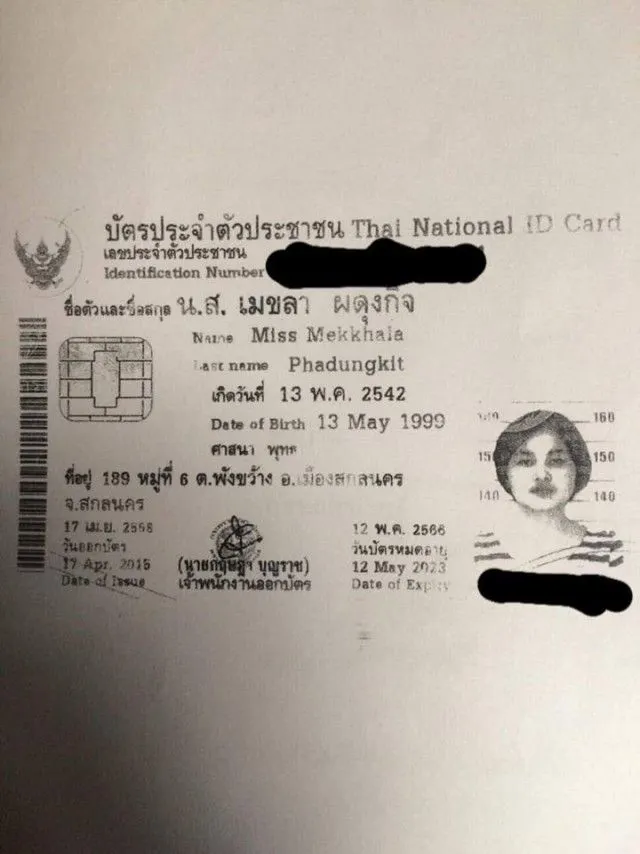 บัตรประจำตัวประชาชน Thai National ID Card
เลขประจำตัวประชาชน
Identification Number
ชื่อตัวและชื่อสกุล น.ส. เมขลา ผดุงกิจ
Name Miss Mekkhala
Last name Phadungkit
เกิดวันที่ 13 พ.ค. 2542
Date of Birth 13 May 1999
ศาสนา พุทธ
ที่อยู่ 189 หมู่ที่ 6 ต.พังขว้าง อ.เมืองสกลนคร
จ.สกลนคร
17 เม.ย. 2558
วันออกบัตร
17 Apr. 2015
Date of Issue
บุญราช)
เจ้าพนักงานออกบัตร
12 พ.ค. 2566
วันบัตรหมดอายุ
12 May 2023
Date of Expiry
160
150
150
140
140